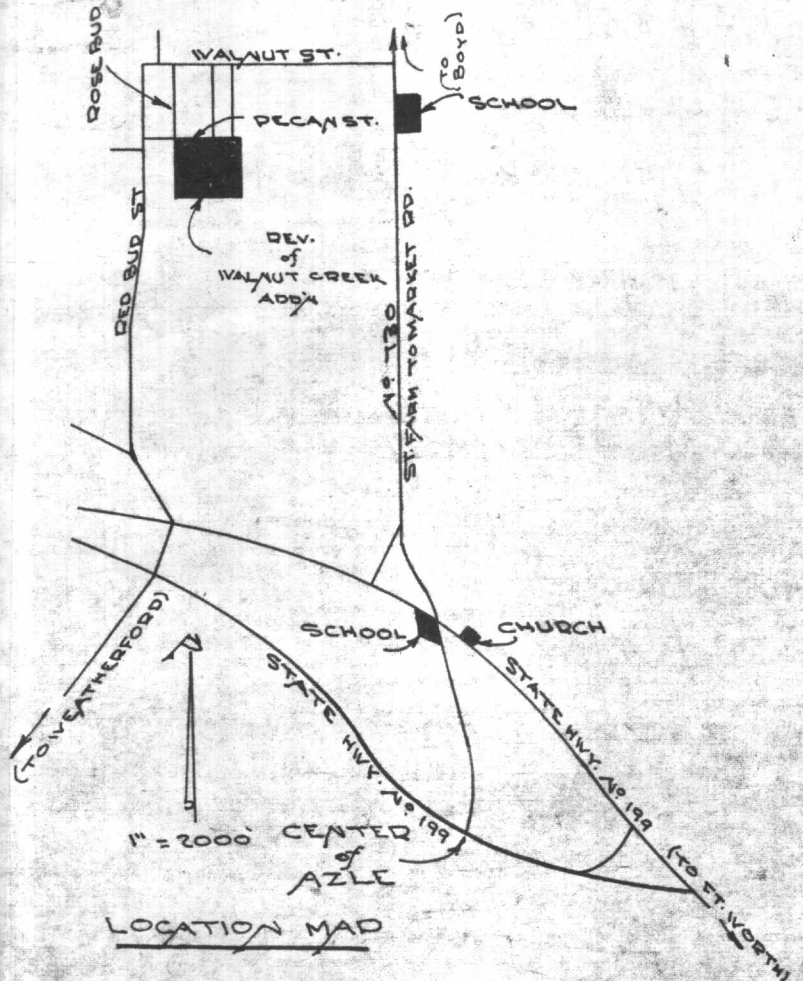 WALNUT ST.
ROSE BUD
(TO
BOYD)
SCHOOL
PECAN ST.
RED BUD ST
REV.
of
WALNUT CREEK
ADD'N
No 730
ST. FARM TO MARKET RD.
SCHOOL
CHURCH
(TO WEATHERFORD)
STATE HWY. No 199
STATE HWY. No 199
(TO FT. WORTH)
N
1" = 2000'
CENTER
of
AZLE
LOCATION MAP